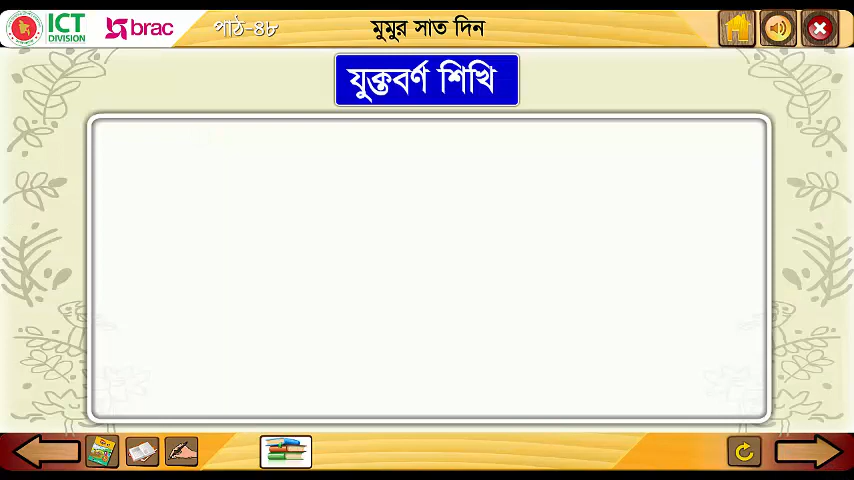 ICT
DIVISION
brac
পাঠ-৪৮
মুমুর সাত দিন
যুক্তবর্ণ শিখি